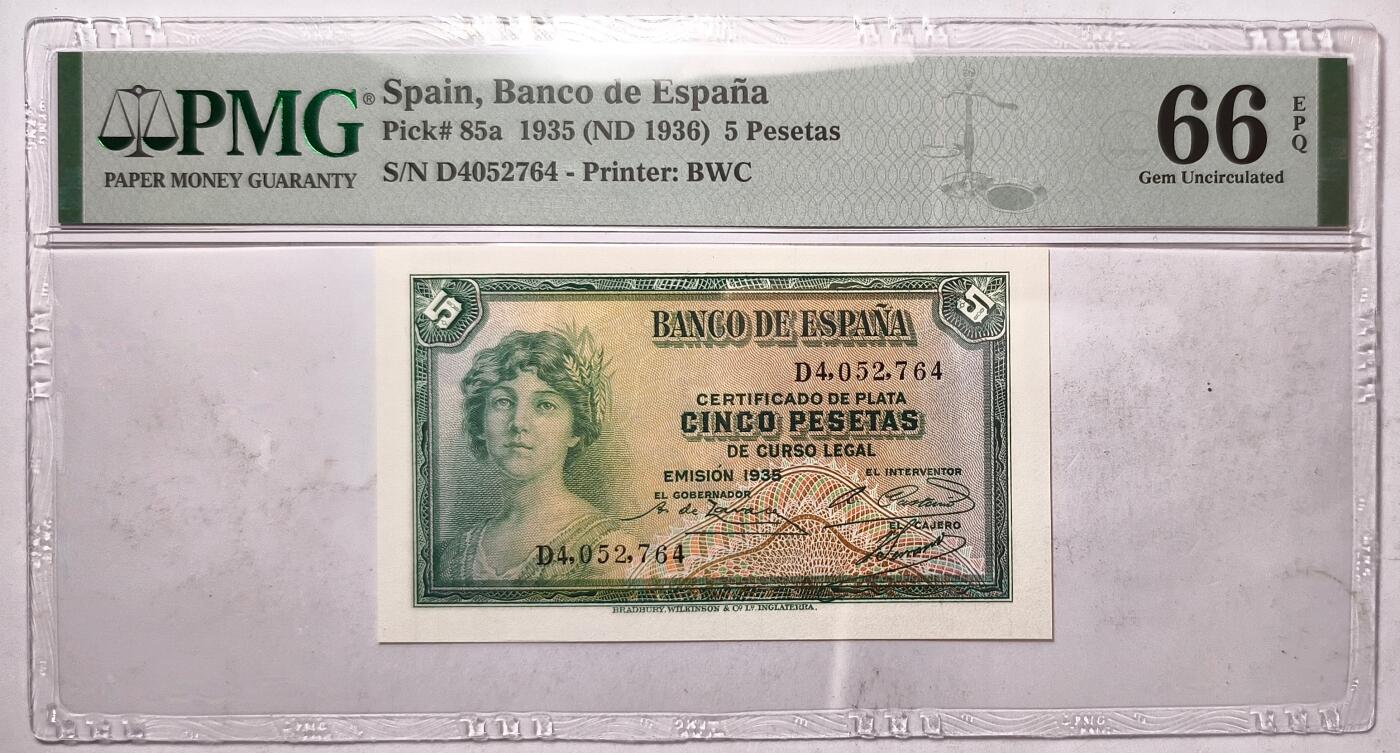 PMG®
PAPER MONEY GUARANTY
Spain, Banco de España
Pick# 85a 1935 (ND 1936) 5 Pesetas
S/N D4052764 - Printer: BWC
66
EPQ
Gem Uncirculated
5
5
BANCO DE ESPAÑA
D4,052,764
CERTIFICADO DE PLATA
CINCO PESETAS
DE CURSO LEGAL
EMISIÓN 1935
EL INTERVENTOR
EL GOBERNADOR
EL CAJERO
D4,052,764
BRADBURY, WILKINSON & Cº Lᵈ. INGLATERRA.